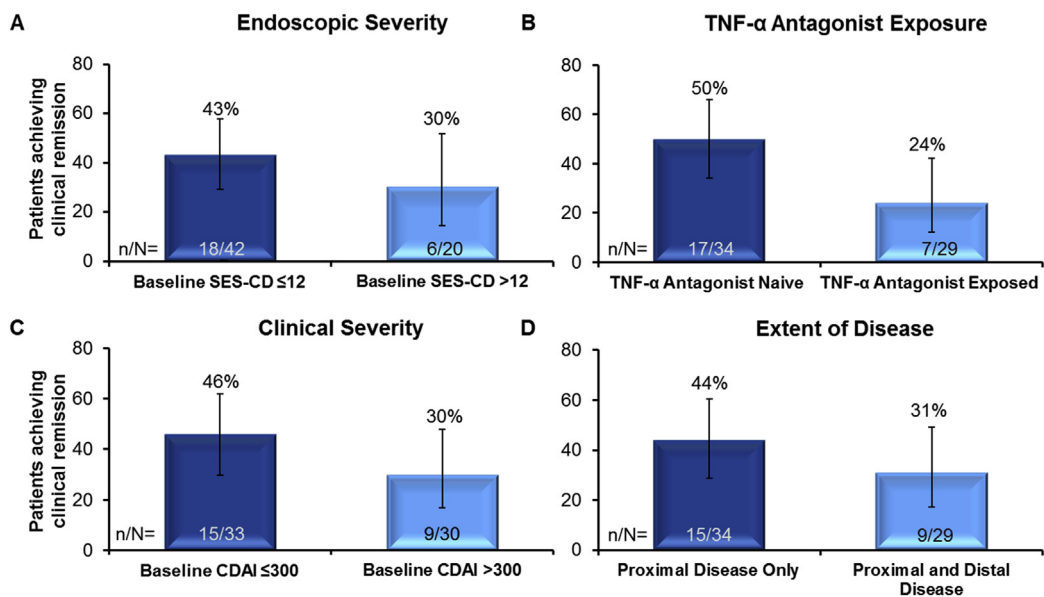 A
Endoscopic Severity
Patients achieving
clinical remission
80
60
40
20
0
43%
30%
n/N=
18/42
6/20
Baseline SES-CD ≤12
Baseline SES-CD >12
B
TNF-α Antagonist Exposure
80
60
40
20
0
50%
24%
n/N=
17/34
7/29
TNF-α Antagonist Naive
TNF-α Antagonist Exposed
C
Clinical Severity
Patients achieving
clinical remission
80
60
40
20
0
46%
30%
n/N=
15/33
9/30
Baseline CDAI ≤300
Baseline CDAI >300
D
Extent of Disease
80
60
40
20
0
44%
31%
n/N=
15/34
9/29
Proximal Disease Only
Proximal and Distal
Disease